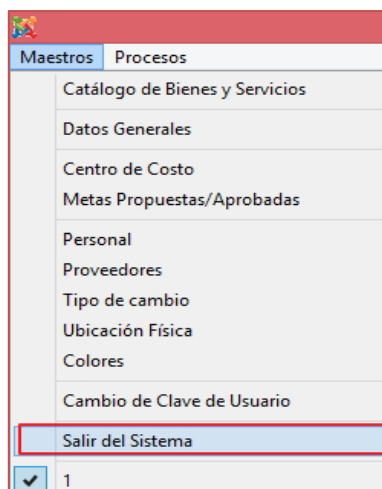 Maestros Procesos
Catálogo de Bienes y Servicios
Datos Generales
Centro de Costo
Metas Propuestas/Aprobadas
Personal
Proveedores
Tipo de cambio
Ubicación Física
Colores
Cambio de Clave de Usuario
Salir del Sistema
1